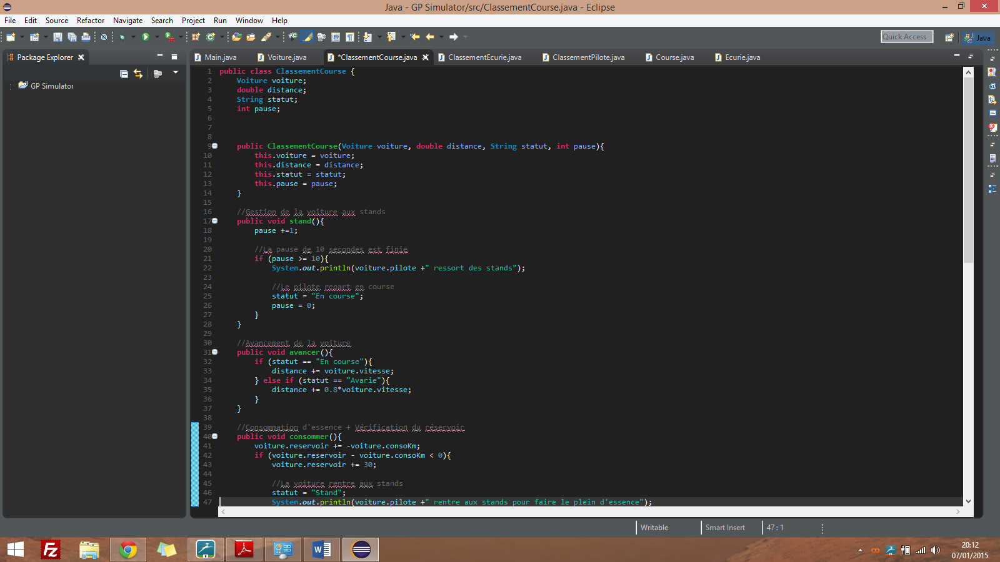 Java - GP Simulator/src/ClassementCourse.java - Eclipse
File Edit Source Refactor Navigate Search Project Run Window Help
Quick Access
Java
Package Explorer
Main.java Voiture.java *ClassementCourse.java ClassementEcurie.java ClassementPilote.java Course.java Ecurie.java
GP Simulator
1 public class ClassementCourse {
2 Voiture voiture;
3 double distance;
4 String statut;
5 int pause;
6
7
8
9 public ClassementCourse(Voiture voiture, double distance, String statut, int pause){
10 this.voiture = voiture;
11 this.distance = distance;
12 this.statut = statut;
13 this.pause = pause;
14 }
15
16 //Gestion de la voiture aux stands
17 public void stand(){
18 pause +=1;
19
20 //La pause de 10 secondes est finie
21 if (pause >= 10){
22 System.out.println(voiture.pilote +" ressort des stands");
23
24 //Le pilote repart en course
25 statut = "En course";
26 pause = 0;
27 }
28 }
29
30 //Avancement de la voiture
31 public void avancer(){
32 if (statut == "En course"){
33 distance += voiture.vitesse;
34 } else if (statut == "Avarie"){
35 distance += 0.8*voiture.vitesse;
36 }
37 }
38
39 //Consommation d'essence + Vérification du réservoir
40 public void consommer(){
41 voiture.reservoir += -voiture.consoKm;
42 if (voiture.reservoir - voiture.consoKm < 0){
43 voiture.reservoir += 30;
44
45 //La voiture rentre aux stands
46 statut = "Stand";
47 System.out.println(voiture.pilote +" rentre aux stands pour faire le plein d'essence");
Writable Smart Insert 47 : 1
Fz
20:12
07/01/2015